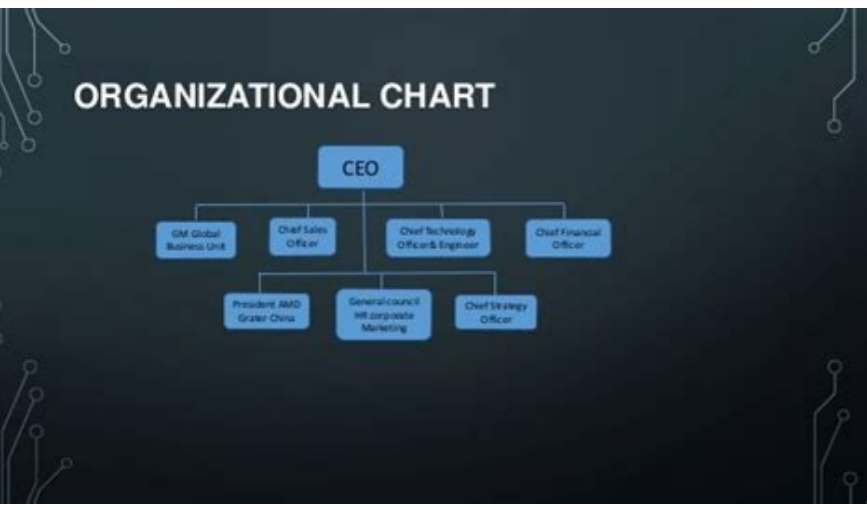 ORGANIZATIONAL CHART
CEO
GM Global
Business Unit
Chief Sales
Officer
Chief Technology
Officer& Engineer
Chief Financial
Officer
President AMD
Grater China
General council
HR corporate
Marketing
Chief Strategy
Officer